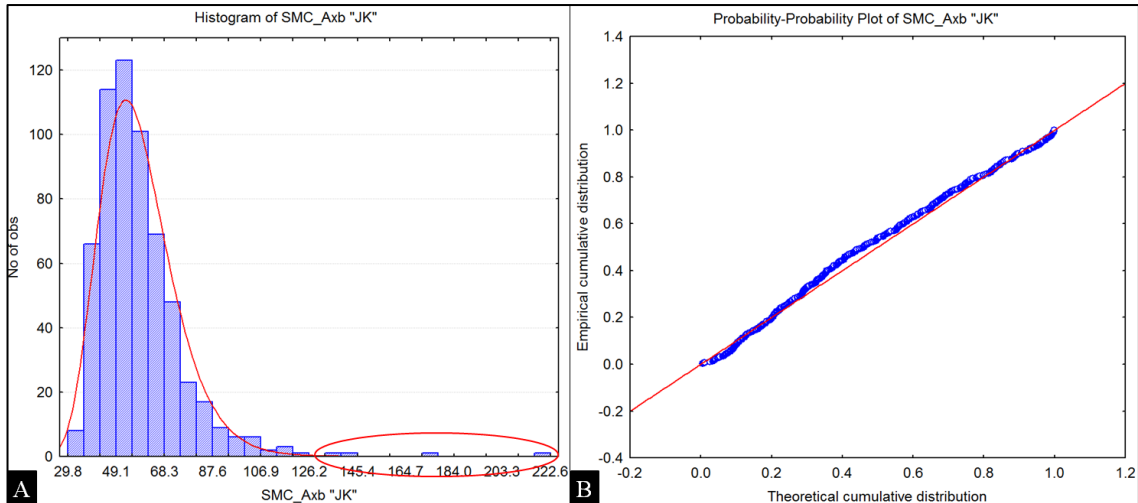 Histogram of SMC_Axb "JK"
No of obs
120
100
80
60
40
20
0
29.8 49.1 68.3 87.6 106.9 126.2 145.4 164.7 184.0 203.3 222.6
SMC_Axb "JK"
A
Probability-Probability Plot of SMC_Axb "JK"
Empirical cumulative distribution
1.4
1.2
1.0
0.8
0.6
0.4
0.2
0.0
-0.2
-0.4
-0.2 0.0 0.2 0.4 0.6 0.8 1.0 1.2
Theoretical cumulative distribution
B